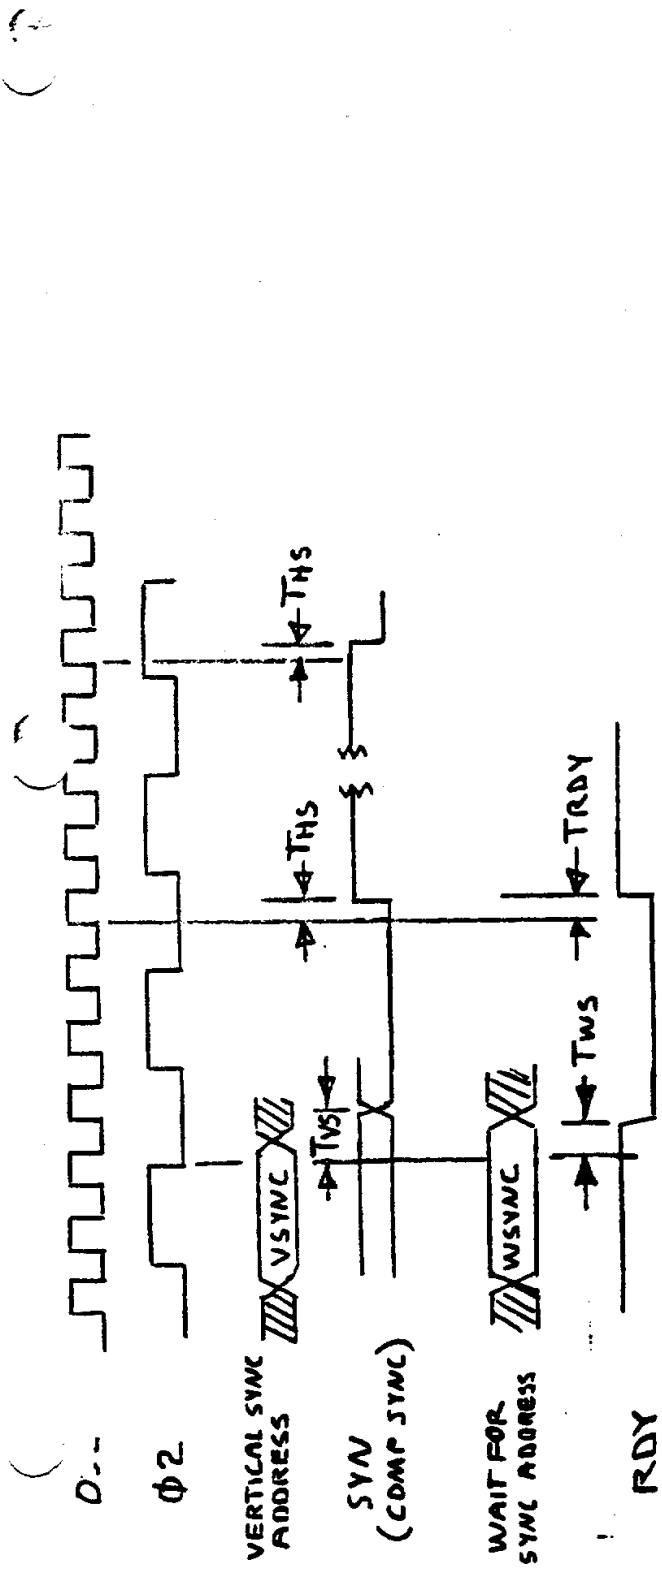 Φ2
VERTICAL SYNC
ADDRESS
VSYNC
TVS
THS
THS
SYN
(COMP SYNC)
WAIT FOR
SYNC ADDRESS
WSYNC
RDY
TWS
TRDY